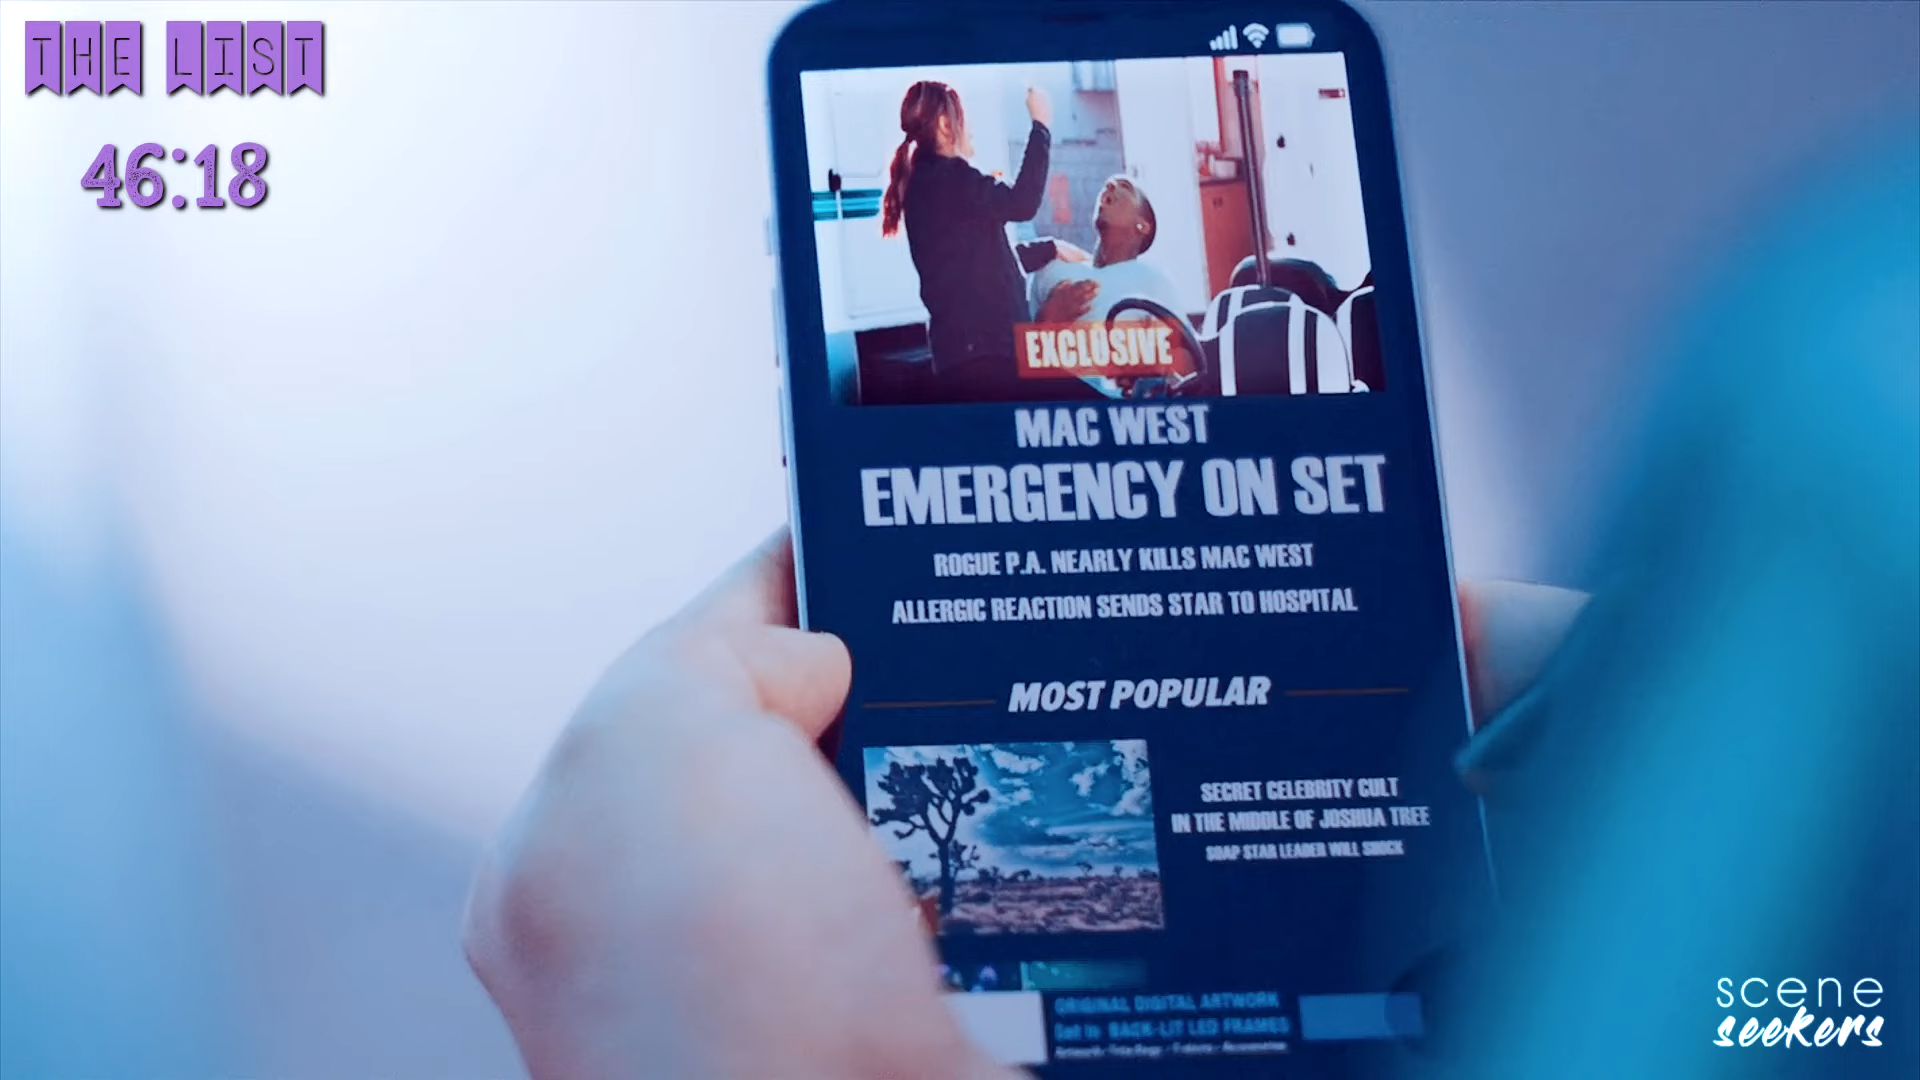 THE LIST
46:18
EXCLUSIVE
MAC WEST
EMERGENCY ON SET
ROGUE P.A. NEARLY KILLS MAC WEST
ALLERGIC REACTION SENDS STAR TO HOSPITAL
MOST POPULAR
SECRET CELEBRITY CULT
IN THE MIDDLE OF JOSHUA TREE
SOAP STAR LEADER WILL SHOCK
ORIGINAL DIGITAL ARTWORK
Set in BACK-LIT LED FRAMES
scene
seekers